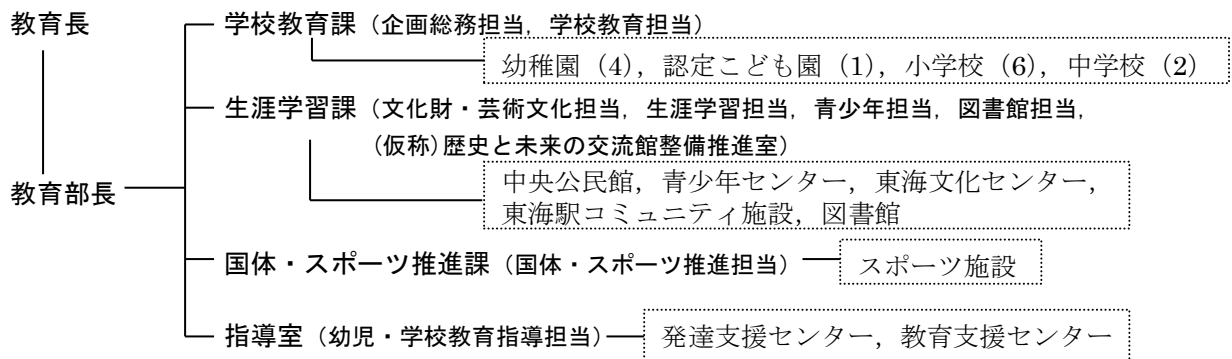 教育長
学校教育課（企画総務担当，学校教育担当）
幼稚園（4），認定こども園（1），小学校（6），中学校（2）
生涯学習課（文化財・芸術文化担当，生涯学習担当，青少年担当，図書館担当，
（仮称）歴史と未来の交流館整備推進室）
中央公民館，青少年センター，東海文化センター，
東海駅コミュニティ施設，図書館
教育部長
国体・スポーツ推進課（国体・スポーツ推進担当） スポーツ施設
指導室（幼児・学校教育指導担当） 発達支援センター，教育支援センター